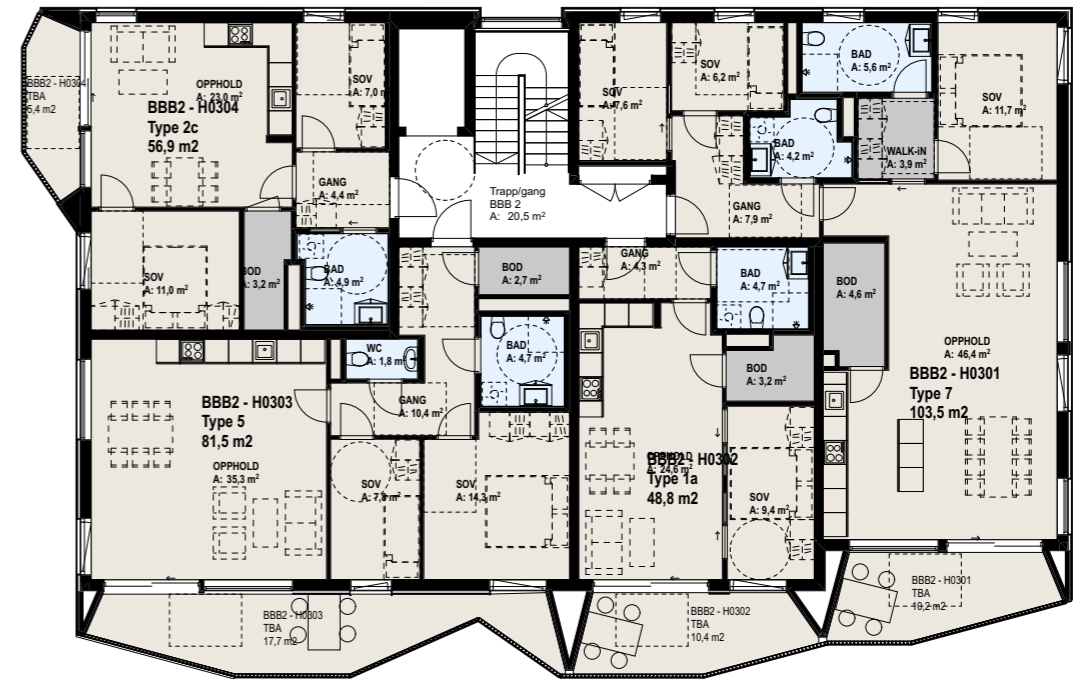 BBB2 - H0304
TBA
5,4 m2
OPPHOLD
A: 23,0 m²
BBB2 - H0304
Type 2c
56,9 m2
SOV
A: 7,0
GANG
A: 4,4 m²
SOV
A: 11,0 m²
BOD
A: 3,2 m²
BAD
A: 4,9 m²
Trapp/gang
BBB 2
A: 20,5 m²
SOV
A: 7,6 m²
SOV
A: 6,2 m²
BAD
A: 5,6 m²
BAD
A: 4,2 m²
WALK-iN
A: 3,9 m²
SOV
A: 11,7 m²
GANG
A: 7,9 m²
BOD
A: 2,7 m²
GANG
A: 4,3 m²
BAD
A: 4,7 m²
BOD
A: 4,6 m²
OPPHOLD
A: 46,4 m²
BBB2 - H0301
Type 7
103,5 m2
WC
A: 1,8 m²
BAD
A: 4,7 m²
BOD
A: 3,2 m²
BBB2 - H0303
Type 5
81,5 m2
GANG
A: 10,4 m²
OPPHOLD
A: 35,3 m²
SOV
SOV
A: 14,3 m²
OPPHOLD
A: 24,6 m²
BBB2 - H0302
Type 1a
48,8 m2
SOV
A: 9,4 m²
BBB2 - H0303
TBA
17,7 m2
BBB2 - H0302
TBA
10,4 m2
BBB2 - H0301
TBA
10,2 m2